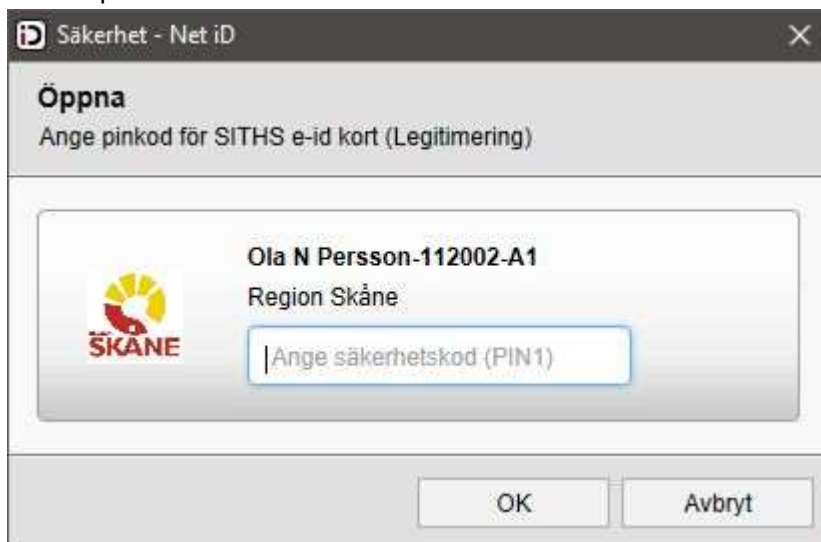 Säkerhet - Net iD
Öppna
Ange pinkod för SITHS e-id kort (Legitimering)
Ola N Persson-112002-A1
Region Skåne
SKÅNE
Ange säkerhetskod (PIN1)
OK
Avbryt